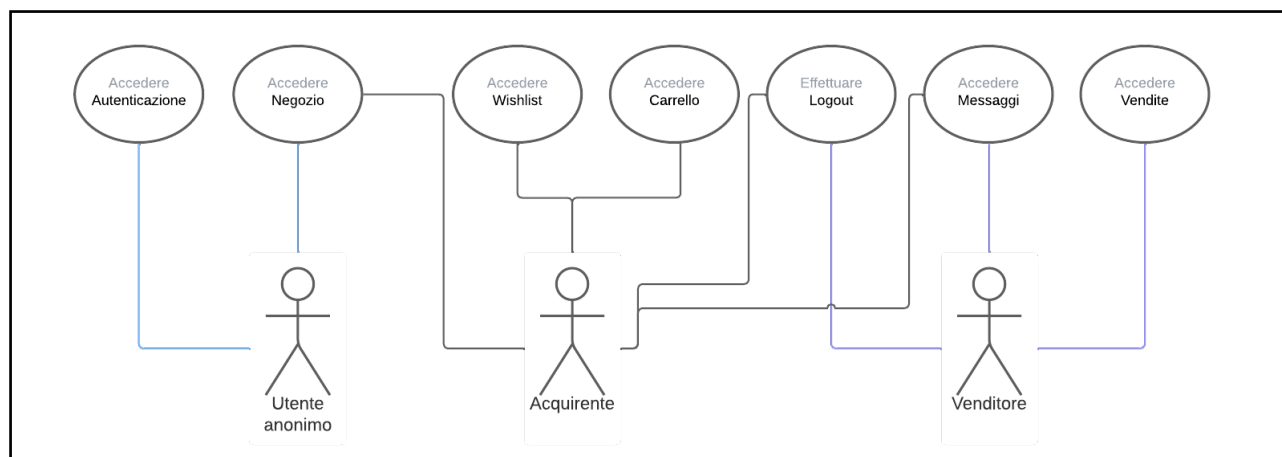 Accedere
Autenticazione
Accedere
Negozio
Accedere
Wishlist
Accedere
Carrello
Effettuare
Logout
Accedere
Messaggi
Accedere
Vendite
Utente
anonimo
Acquirente
Venditore